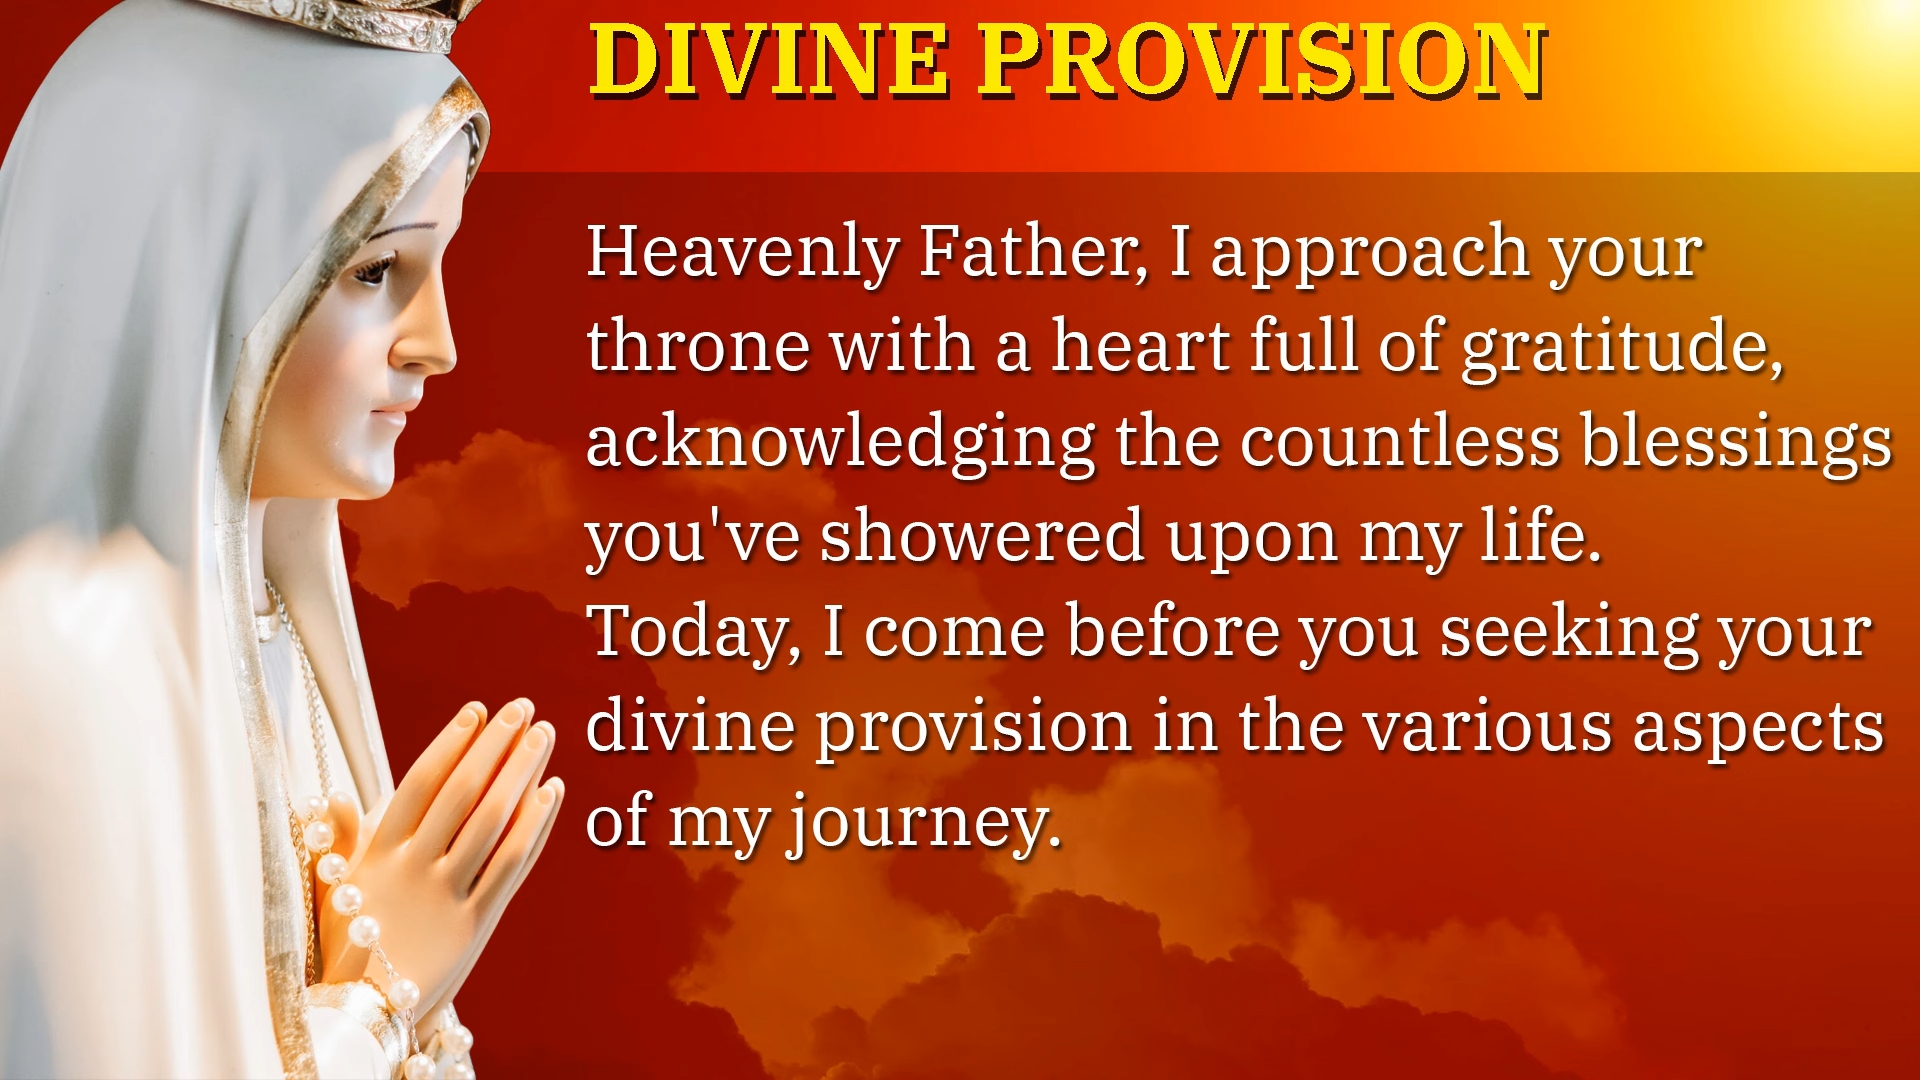 DIVINE PROVISION
Heavenly Father, I approach your
throne with a heart full of gratitude,
acknowledging the countless blessings
you've showered upon my life.
Today, I come before you seeking your
divine provision in the various aspects
of my journey.